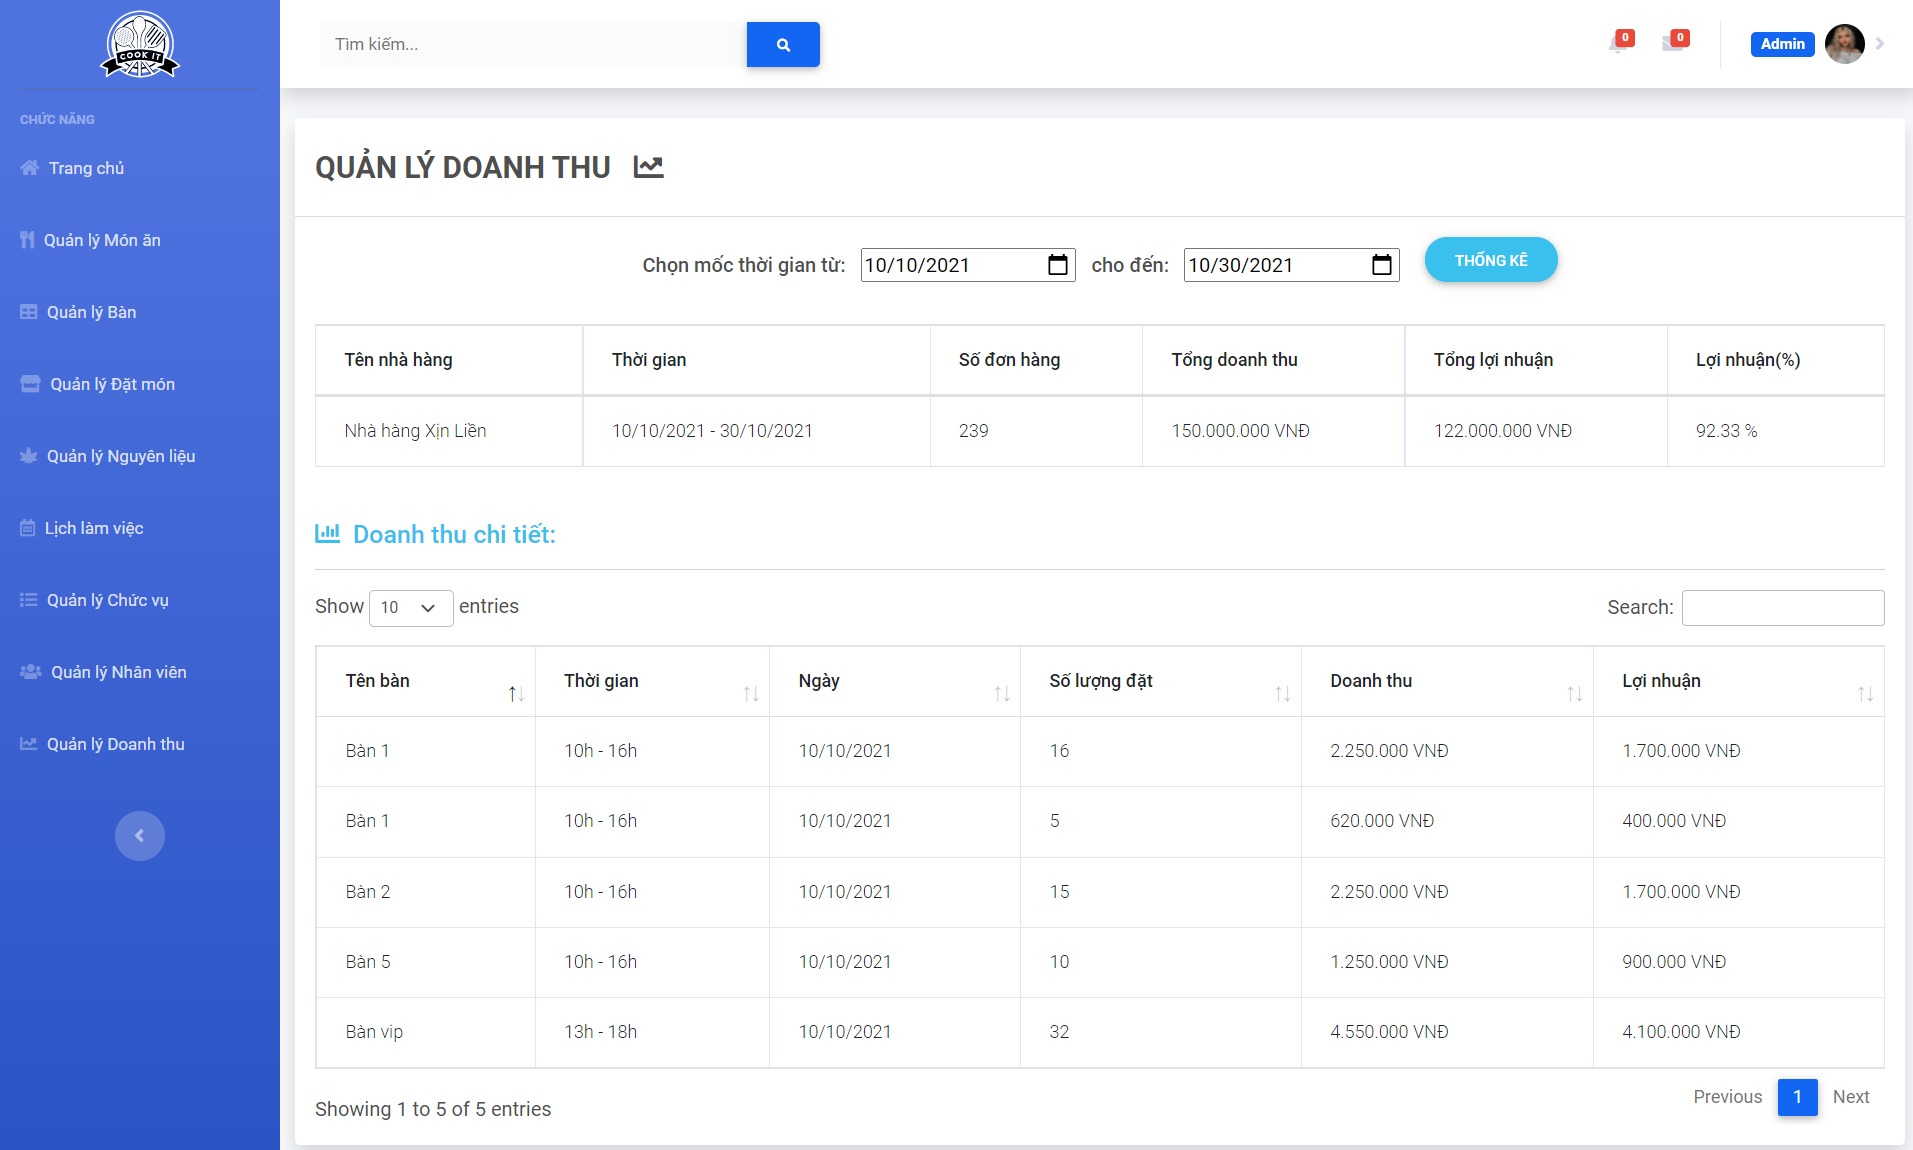 COOK IT
CHỨC NĂNG
Trang chủ
Quản lý Món ăn
Quản lý Bàn
Quản lý Đặt món
Quản lý Nguyên liệu
Lịch làm việc
Quản lý Chức vụ
Quản lý Nhân viên
Quản lý Doanh thu
Tìm kiếm...
0 0 Admin
QUẢN LÝ DOANH THU
Chọn mốc thời gian từ: 10/10/2021 cho đến: 10/30/2021 THỐNG KÊ
Tên nhà hàng Thời gian Số đơn hàng Tổng doanh thu Tổng lợi nhuận Lợi nhuận(%)
Nhà hàng Xịn Liền 10/10/2021 - 30/10/2021 239 150.000.000 VNĐ 122.000.000 VNĐ 92.33 %
Doanh thu chi tiết:
Show 10 entries Search:
Tên bàn Thời gian Ngày Số lượng đặt Doanh thu Lợi nhuận
Bàn 1 10h - 16h 10/10/2021 16 2.250.000 VNĐ 1.700.000 VNĐ
Bàn 1 10h - 16h 10/10/2021 5 620.000 VNĐ 400.000 VNĐ
Bàn 2 10h - 16h 10/10/2021 15 2.250.000 VNĐ 1.700.000 VNĐ
Bàn 5 10h - 16h 10/10/2021 10 1.250.000 VNĐ 900.000 VNĐ
Bàn vip 13h - 18h 10/10/2021 32 4.550.000 VNĐ 4.100.000 VNĐ
Showing 1 to 5 of 5 entries
Previous 1 Next